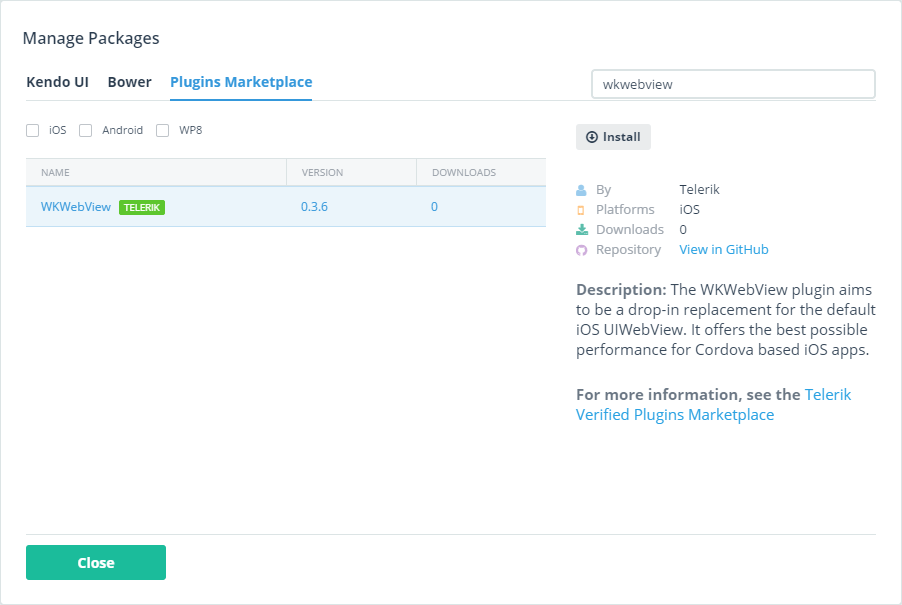 Manage Packages
Kendo UI Bower Plugins Marketplace
wkwebview
iOS Android WP8
NAME VERSION DOWNLOADS
WKWebView TELERIK 0.3.6 0
Install
By Telerik
Platforms iOS
Downloads 0
Repository View in GitHub
Description: The WKWebView plugin aims
to be a drop-in replacement for the default
iOS UIWebView. It offers the best possible
performance for Cordova based iOS apps.
For more information, see the Telerik
Verified Plugins Marketplace
Close